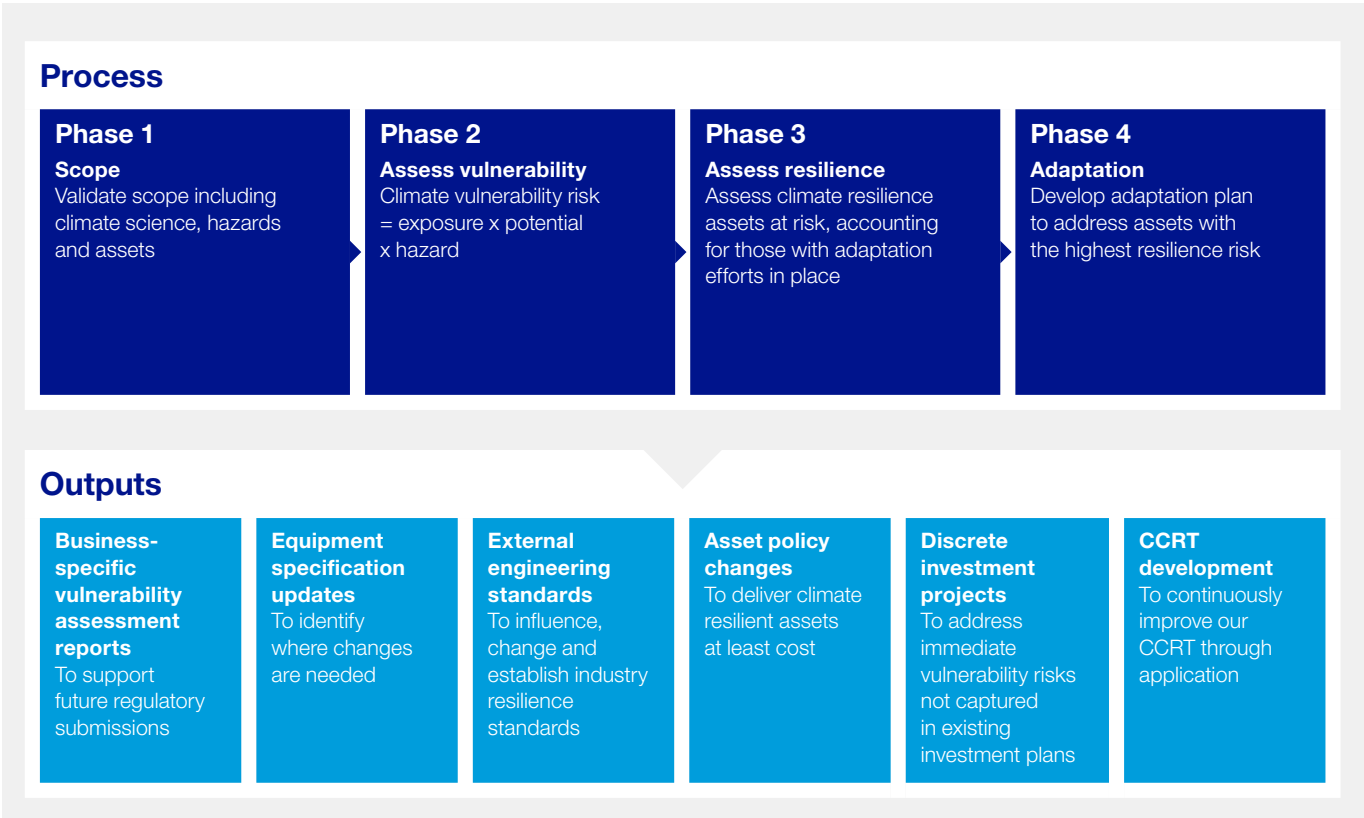 Process
Phase 1
Scope
Validate scope including
climate science, hazards
and assets
Phase 2
Assess vulnerability
Climate vulnerability risk
= exposure x potential
x hazard
Phase 3
Assess resilience
Assess climate resilience
assets at risk, accounting
for those with adaptation
efforts in place
Phase 4
Adaptation
Develop adaptation plan
to address assets with
the highest resilience risk
Outputs
Business-
specific
vulnerability
assessment
reports
To support
future regulatory
submissions
Equipment
specification
updates
To identify
where changes
are needed
External
engineering
standards
To influence,
change and
establish industry
resilience
standards
Asset policy
changes
To deliver climate
resilient assets
at least cost
Discrete
investment
projects
To address
immediate
vulnerability risks
not captured
in existing
investment plans
CCRT
development
To continuously
improve our
CCRT through
application